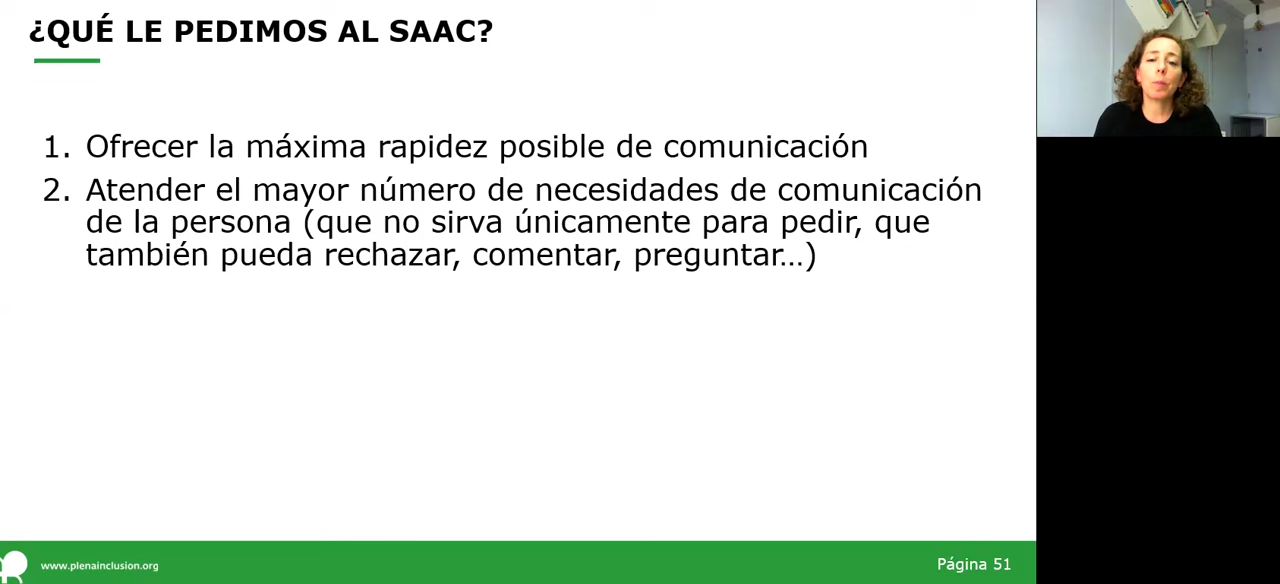 ¿QUÉ LE PEDIMOS AL SAAC?
1. Ofrecer la máxima rapidez posible de comunicación
2. Atender el mayor número de necesidades de comunicación
de la persona (que no sirva únicamente para pedir, que
también pueda rechazar, comentar, preguntar…)
www.plenainclusion.org
Página 51